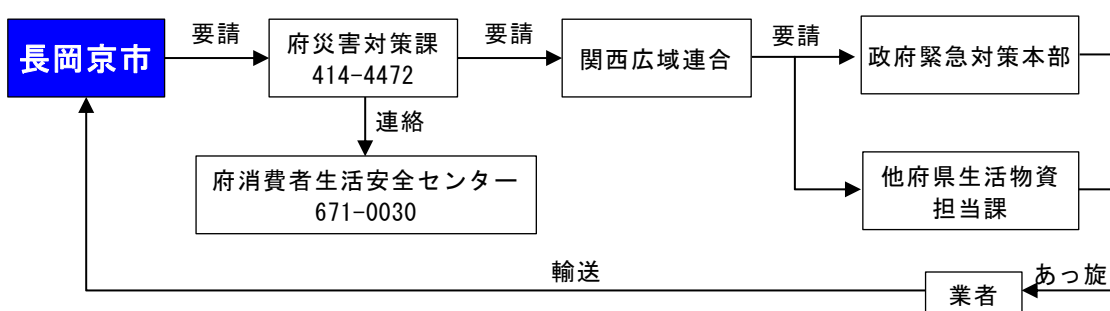 長岡京市
要請
府災害対策課
414-4472
要請
関西広域連合
要請
政府緊急対策本部
連絡
府消費者生活安全センター
671-0030
他府県生活物資
担当課
輸送
業者
あっ旋